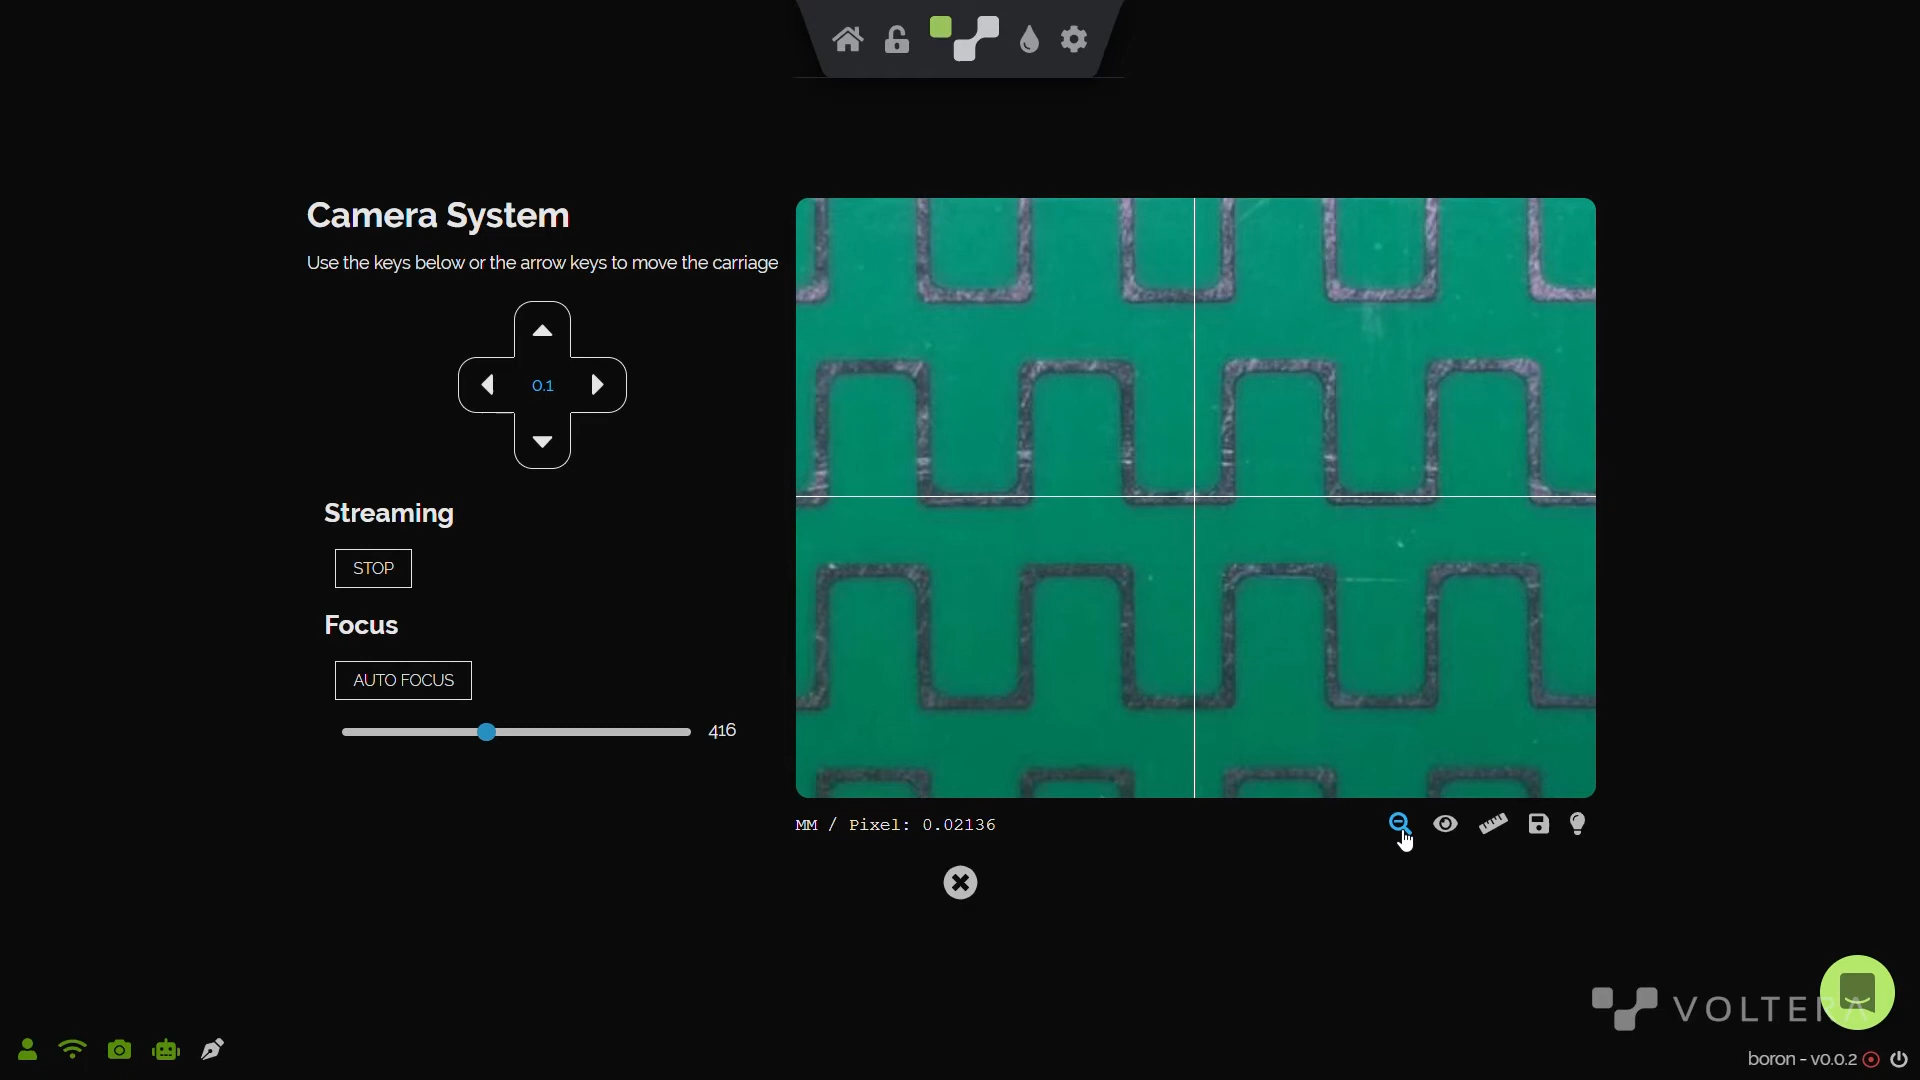 Camera System
Use the keys below or the arrow keys to move the carriage
0.1
Streaming
STOP
Focus
AUTO FOCUS
416
MM / Pixel: 0.02136
VOLTERA
boron - v0.0.2